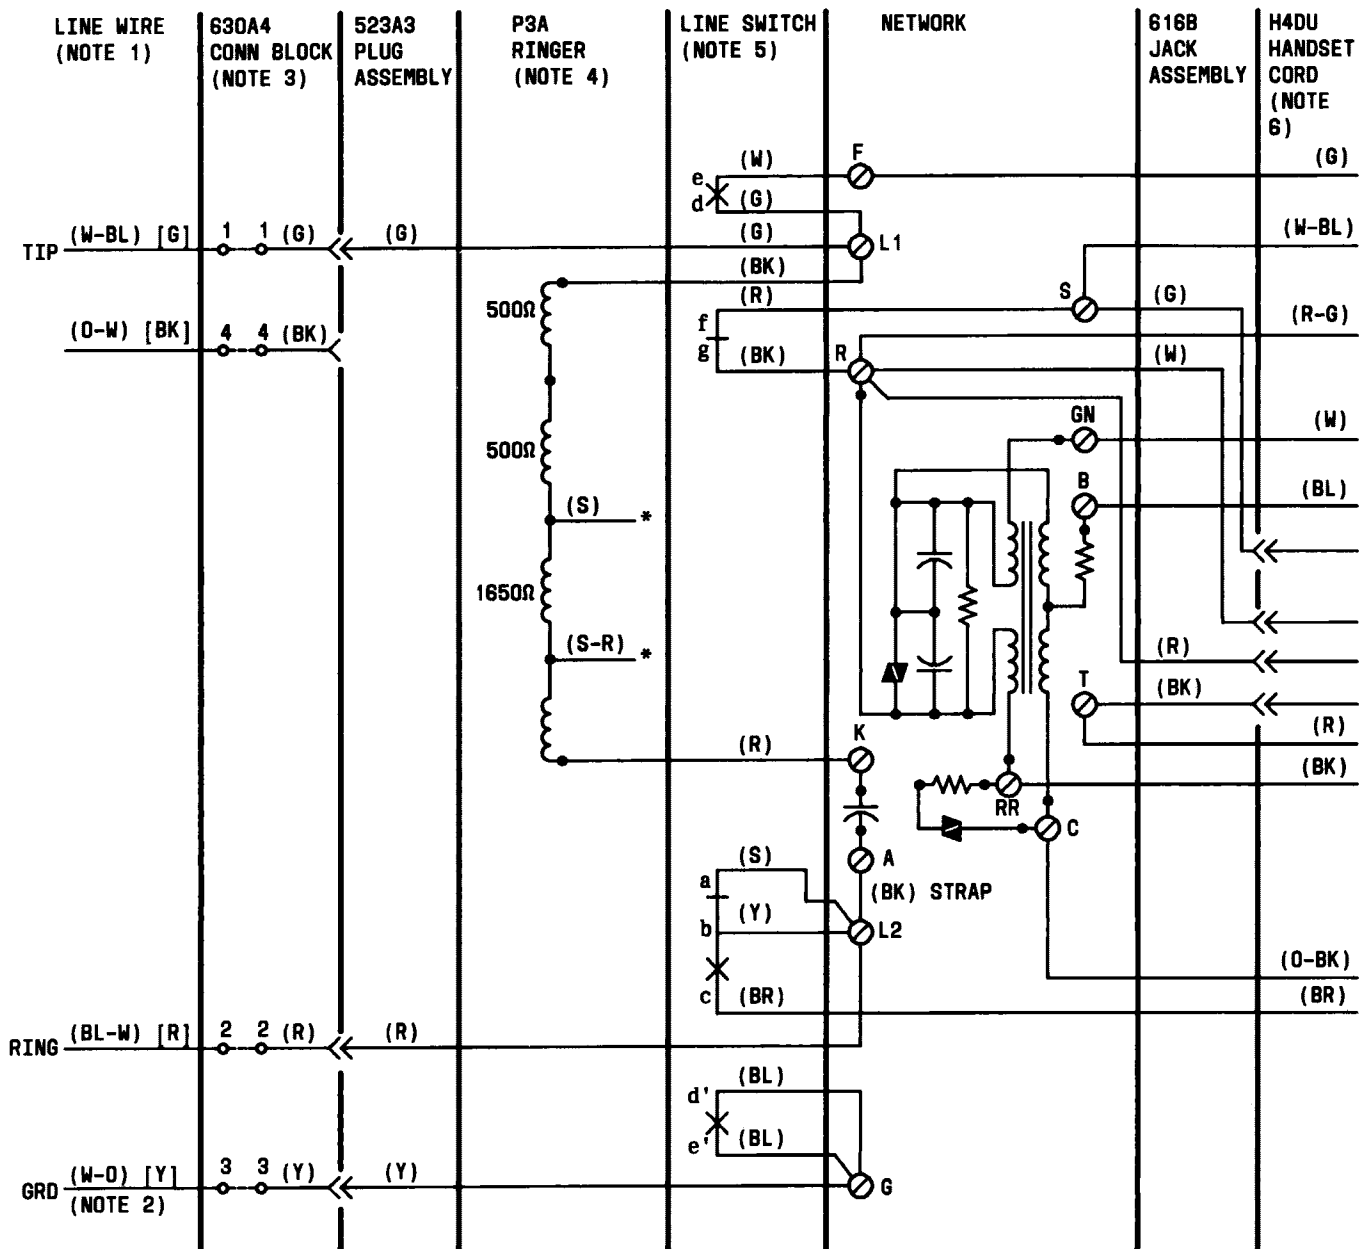 LINE WIRE
(NOTE 1)
630A4
CONN BLOCK
(NOTE 3)
523A3
PLUG
ASSEMBLY
P3A
RINGER
(NOTE 4)
LINE SWITCH
(NOTE 5)
NETWORK
616B
JACK
ASSEMBLY
H4DU
HANDSET
CORD
(NOTE
6)
(W)
F
(G)
e
d
(G)
TIP
(W-BL) [G]
1
1
(G)
(G)
(G)
L1
(W-BL)
(BK)
500Ω
(R)
S
(G)
(R-G)
(O-W) [BK]
4
4
(BK)
f
g
(BK)
R
(W)
GN
(W)
500Ω
B
(BL)
(S)
*
1650Ω
(S-R)
*
(R)
T
(BK)
(R)
(R)
K
(BK)
RR
C
(S)
A
a
(BK) STRAP
(Y)
b
L2
(O-BK)
c
(BR)
(BR)
RING
(BL-W) [R]
2
2
(R)
(R)
(BL)
d'
e'
(BL)
GRD
(W-O) [Y]
(NOTE 2)
3
3
(Y)
(Y)
G